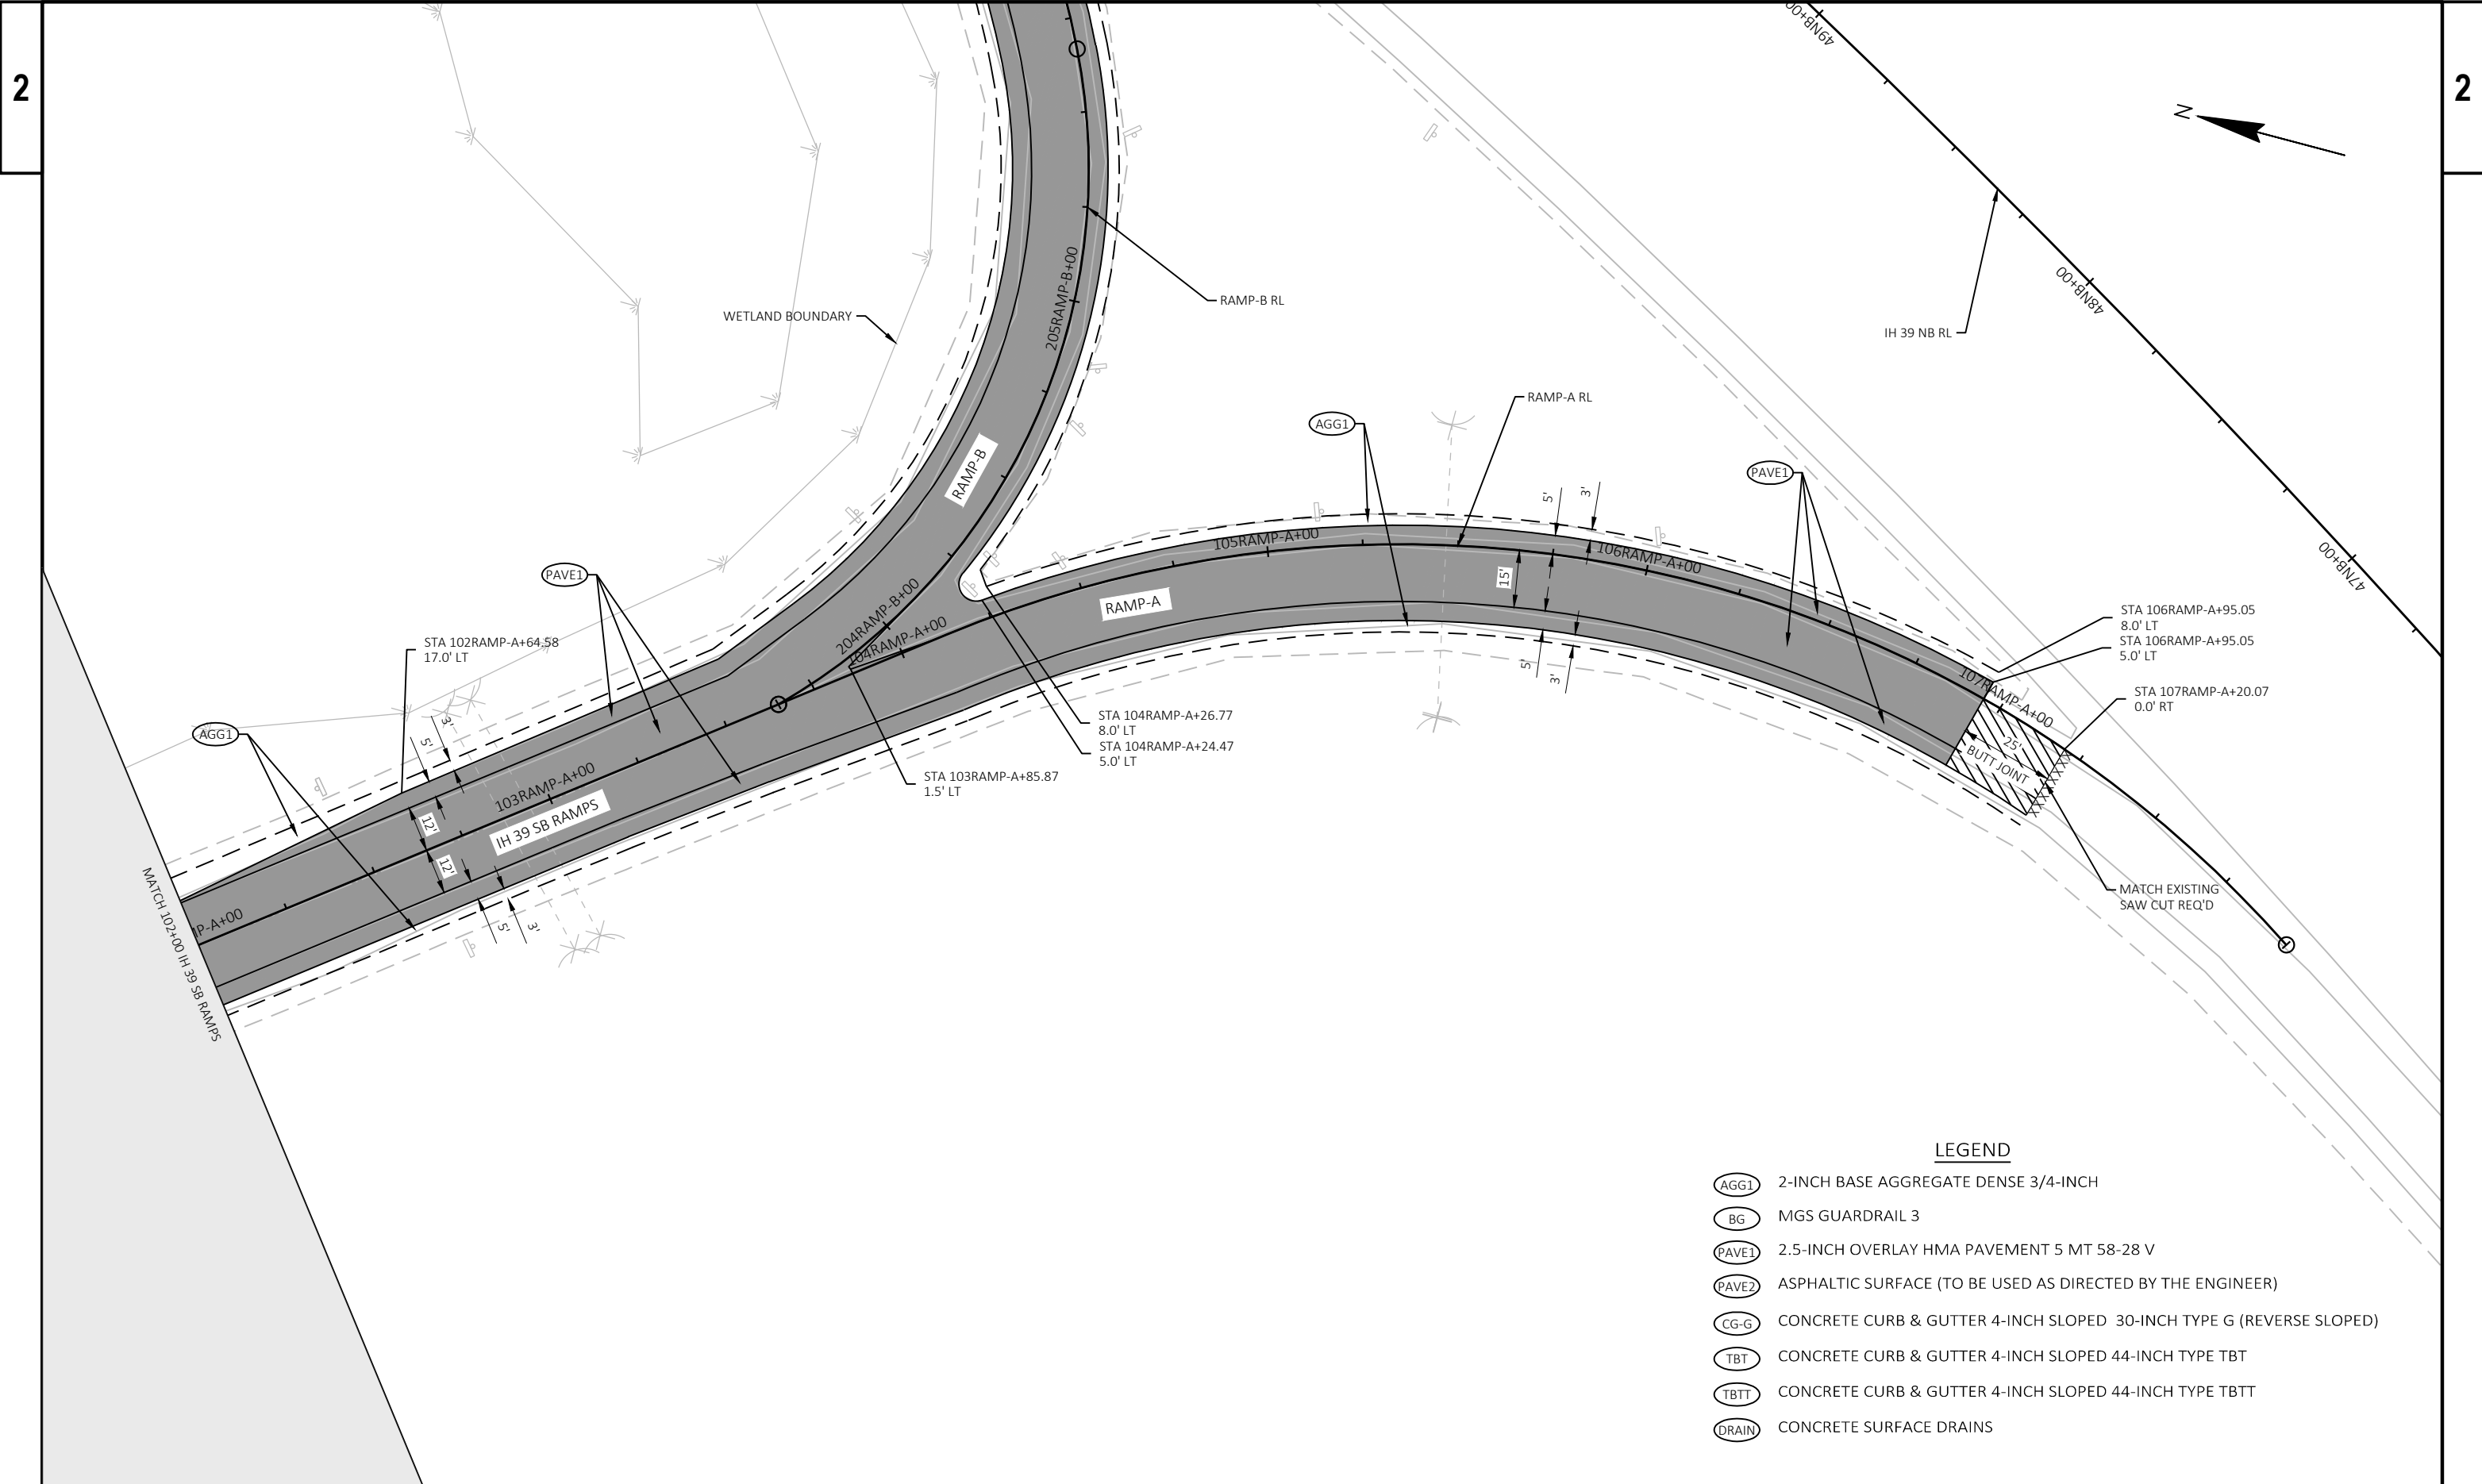 2
2
49NB+00
N
WETLAND BOUNDARY
205RAMP-B+00
RAMP-B RL
48NB+00
IH 39 NB RL
RAMP-A RL
AGG1
RAMP-B
PAVE1
5'
3'
105RAMP-A+00
106RAMP-A+00
15'
47NB+00
PAVE1
204RAMP-B+00
104RAMP-A+00
RAMP-A
STA 106RAMP-A+95.05
8.0' LT
STA 106RAMP-A+95.05
5.0' LT
STA 102RAMP-A+64.58
17.0' LT
5'
3'
107RAMP-A+00
STA 107RAMP-A+20.07
0.0' RT
AGG1
3'
5'
STA 104RAMP-A+26.77
8.0' LT
STA 104RAMP-A+24.47
5.0' LT
25'
BUTT JOINT
103RAMP-A+00
STA 103RAMP-A+85.87
1.5' LT
12'
IH 39 SB RAMPS
12'
P-A+00
5'
3'
MATCH 102+00 IH 39 SB RAMPS
MATCH EXISTING
SAW CUT REQ'D
LEGEND
AGG1 2-INCH BASE AGGREGATE DENSE 3/4-INCH
BG MGS GUARDRAIL 3
PAVE1 2.5-INCH OVERLAY HMA PAVEMENT 5 MT 58-28 V
PAVE2 ASPHALTIC SURFACE (TO BE USED AS DIRECTED BY THE ENGINEER)
CG-G CONCRETE CURB & GUTTER 4-INCH SLOPED 30-INCH TYPE G (REVERSE SLOPED)
TBT CONCRETE CURB & GUTTER 4-INCH SLOPED 44-INCH TYPE TBT
TBTT CONCRETE CURB & GUTTER 4-INCH SLOPED 44-INCH TYPE TBTT
DRAIN CONCRETE SURFACE DRAINS